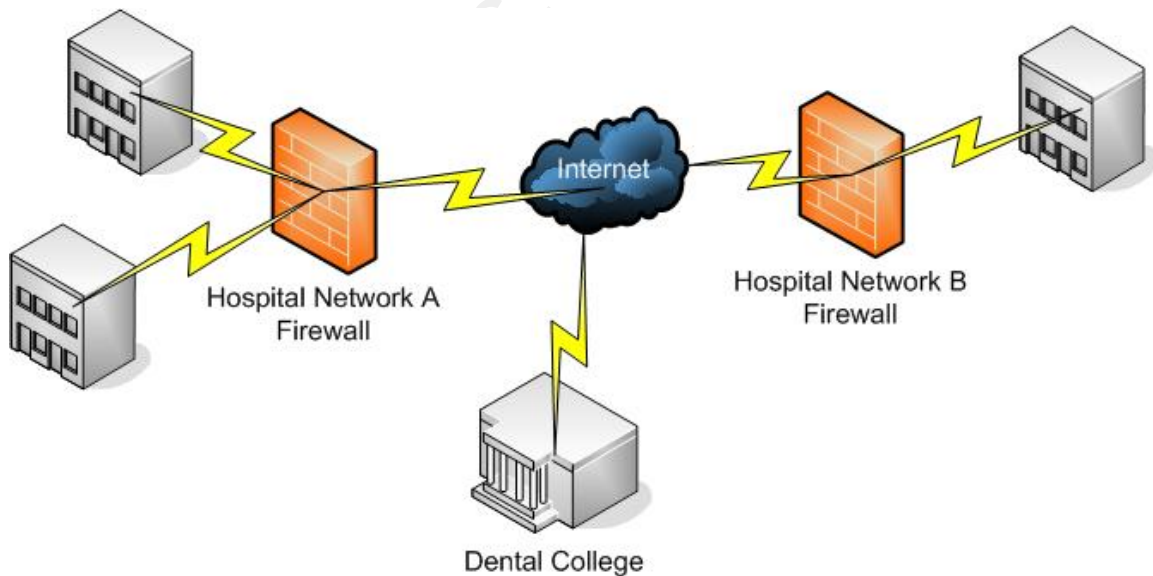 Internet
Hospital Network A
Firewall
Hospital Network B
Firewall
Dental College